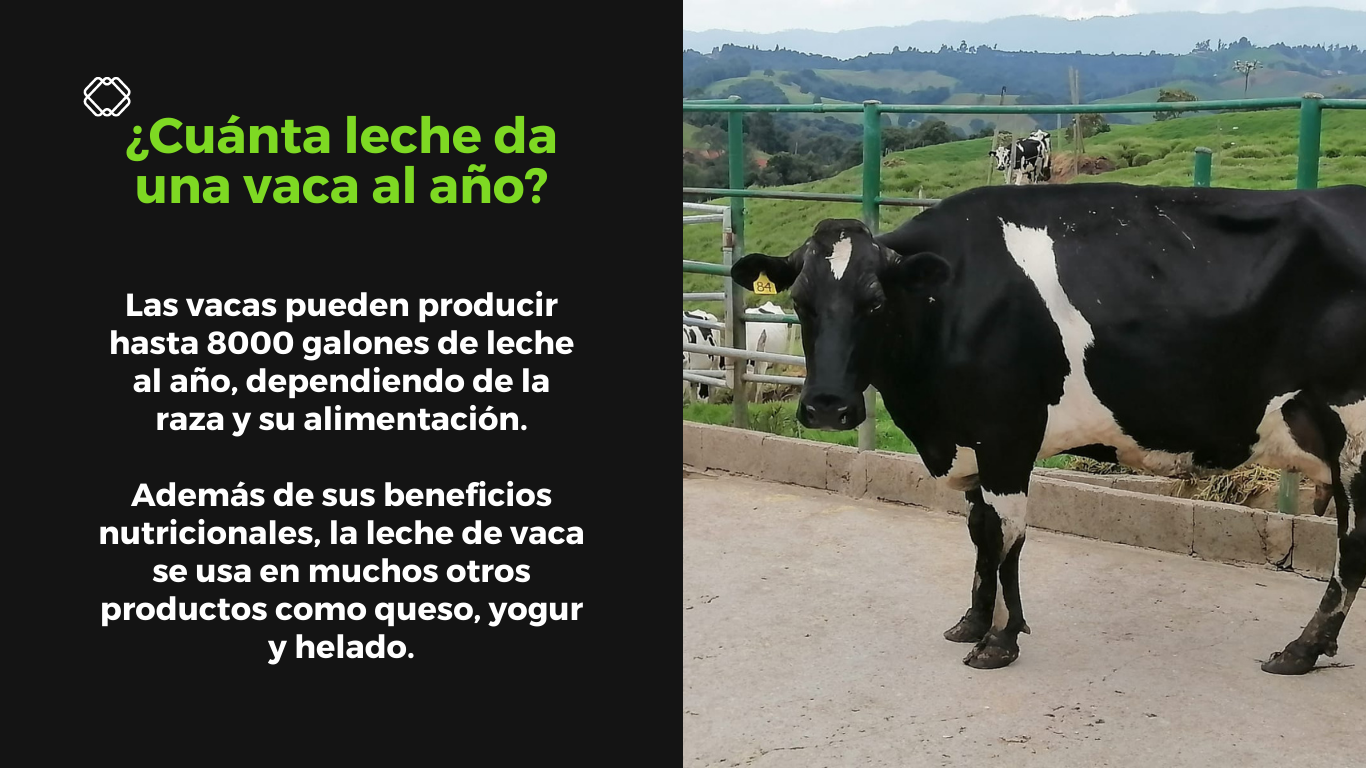 ¿Cuánta leche da
una vaca al año?
Las vacas pueden producir
hasta 8000 galones de leche
al año, dependiendo de la
raza y su alimentación.
Además de sus beneficios
nutricionales, la leche de vaca
se usa en muchos otros
productos como queso, yogur
y helado.
84